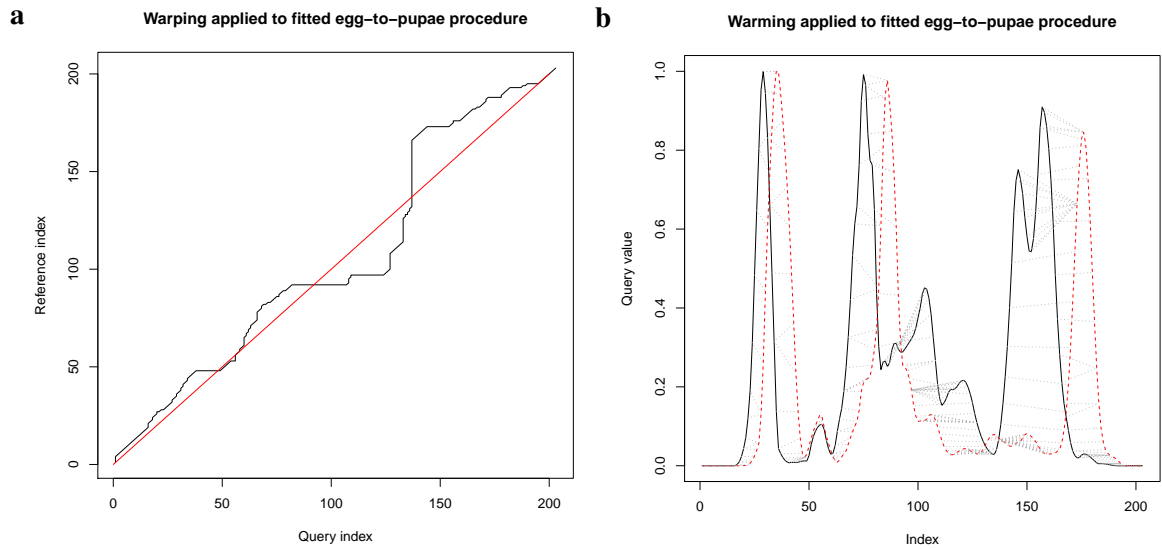 a
Warping applied to fitted egg−to−pupae procedure
Reference index
200
150
100
50
0
0 50 100 150 200
Query index
b
Warming applied to fitted egg−to−pupae procedure
Query value
1.0
0.8
0.6
0.4
0.2
0.0
0 50 100 150 200
Index